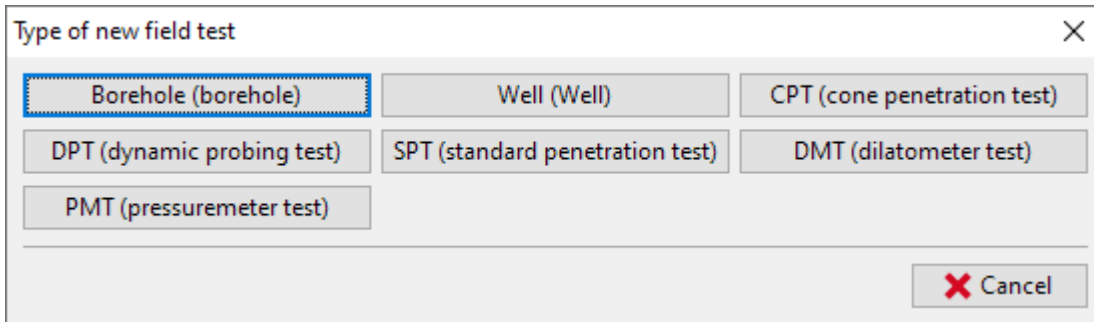 Type of new field test
Borehole (borehole)
Well (Well)
CPT (cone penetration test)
DPT (dynamic probing test)
SPT (standard penetration test)
DMT (dilatometer test)
PMT (pressuremeter test)
Cancel